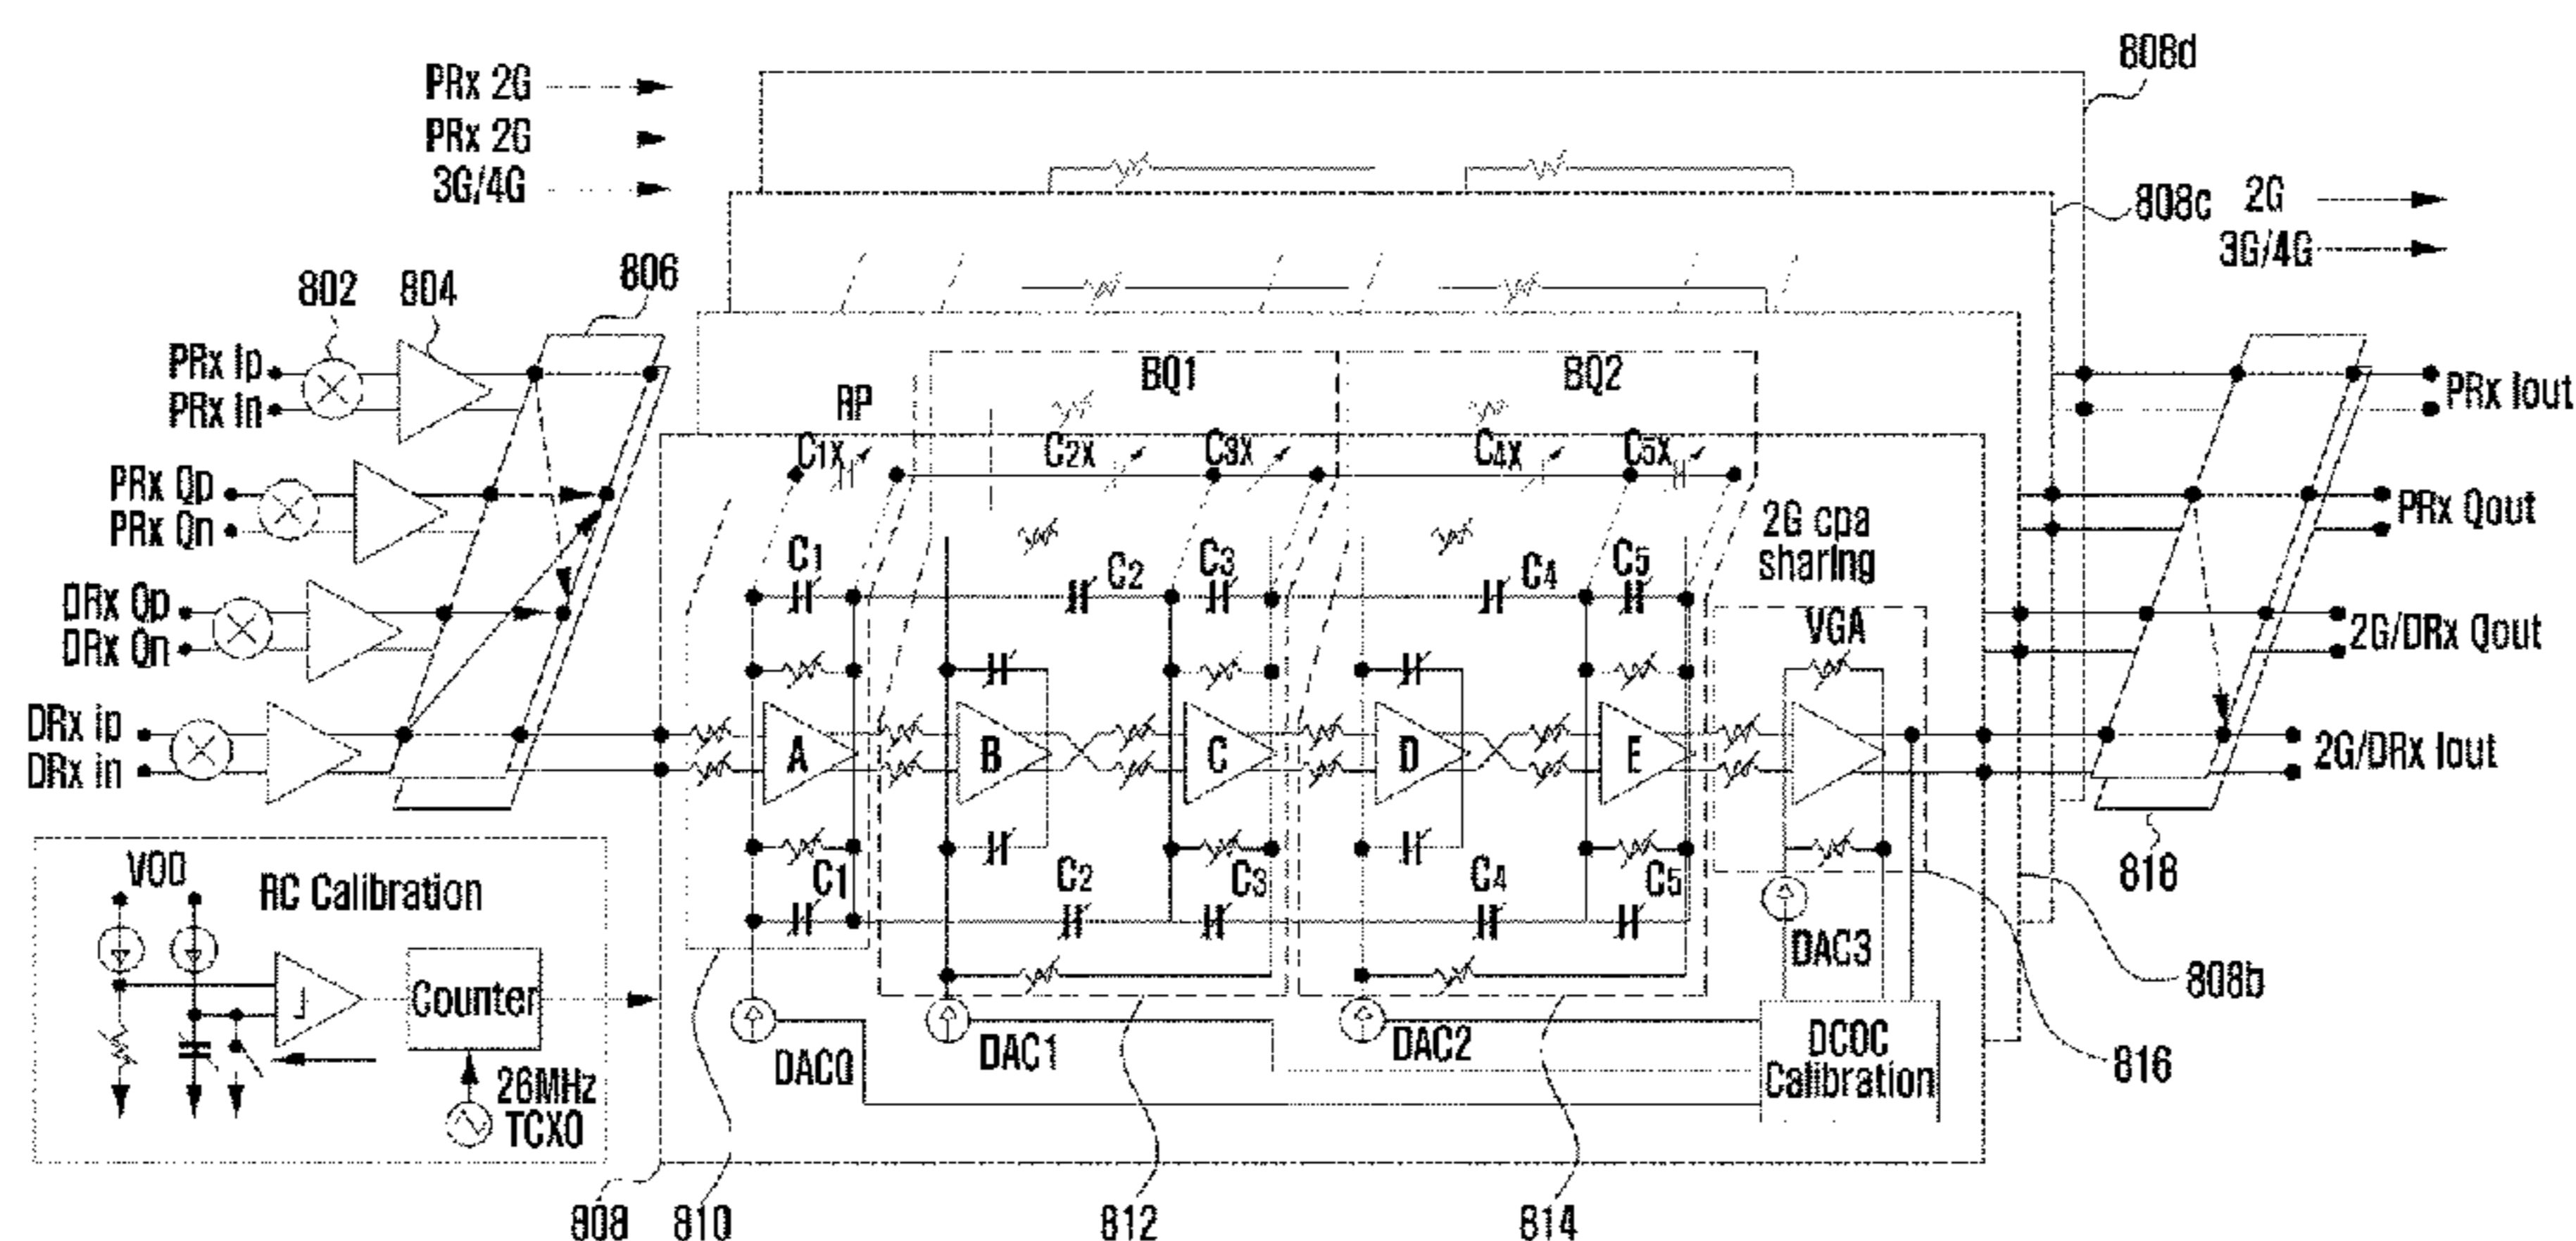 808d
PRx 2G
PRx 2G
3G/4G
808c
2G
3G/4G
802
804
806
PRx Ip
PRx In
BQ1
BQ2
RP
PRx Iout
C1X
C2X
C3X
C4X
C5X
PRx Qp
PRx Qn
PRx Qout
2G cpa
sharing
C1
C2
C3
C4
C5
DRx Qp
DRx Qn
VGA
2G/DRx Qout
DRx ip
DRx in
A
B
C
D
E
2G/DRx Iout
VDD
RC Calibration
C1
C2
C3
C4
C5
818
DAC3
808b
Counter
DAC0
DAC1
DAC2
DCOC
Calibration
816
26MHz
TCXO
808
810
812
814